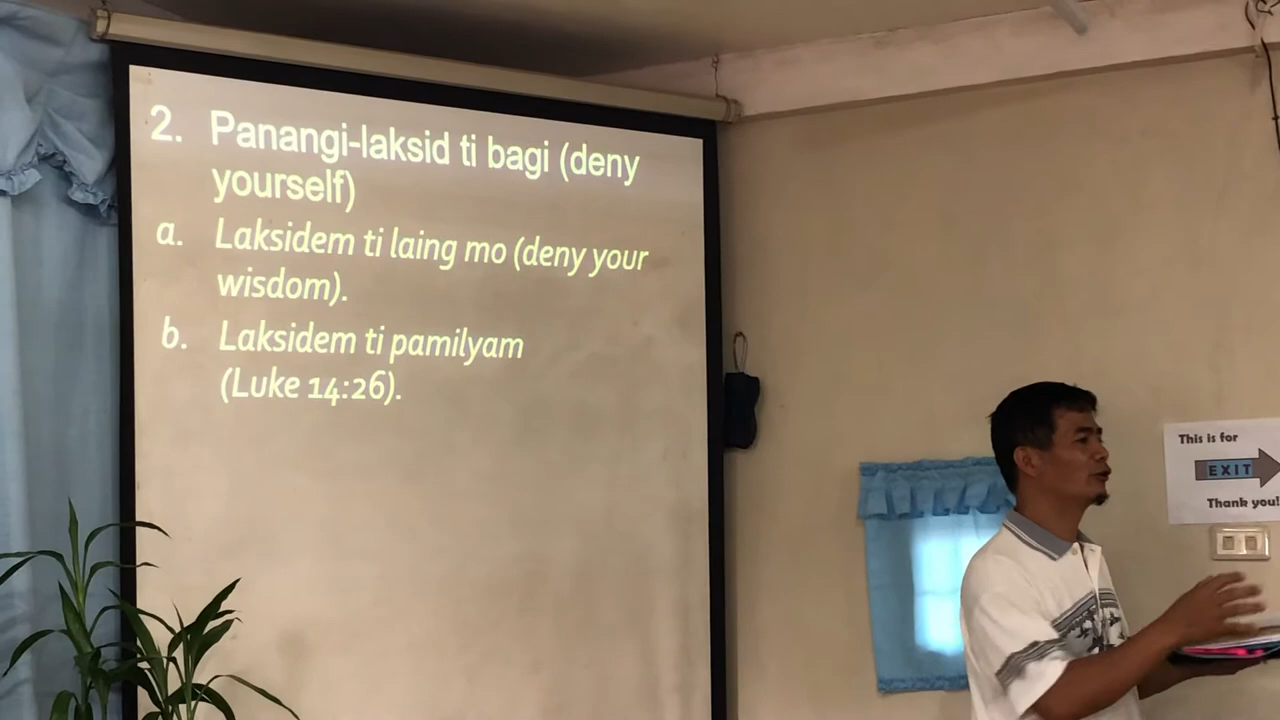 2. Panangi-laksid ti bagi (deny
yourself)
a. Laksidem ti laing mo (deny your
wisdom).
b. Laksidem ti pamilyam
(Luke 14:26).
This is for
EXIT
Thank you!